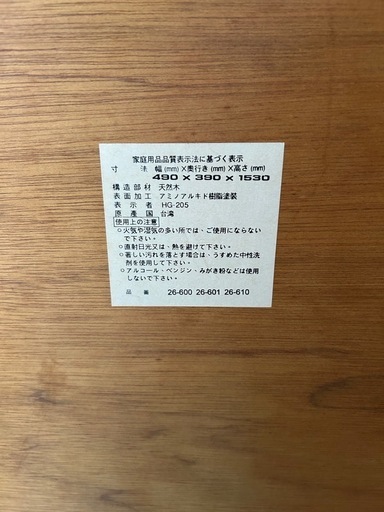 家庭用品品質表示法に基づく表示
寸 法 幅(mm)×奥行き(mm)×高さ(mm)
490×390×1530
構造部材 天然木
表面加工 アミノアルキド樹脂塗装
表示者 HG-205
原産国 台湾
使用上の注意
○火気や湿気の多い所では、ご使用にならない
で下さい。
○直射日光又は、熱を避けて下さい。
○著しい汚れを落とす場合は、うすめた中性洗
剤を使用して下さい。
○アルコール・ベンジン・みがき粉などは使用
しないで下さい。
品番 26-600 26-601 26-610